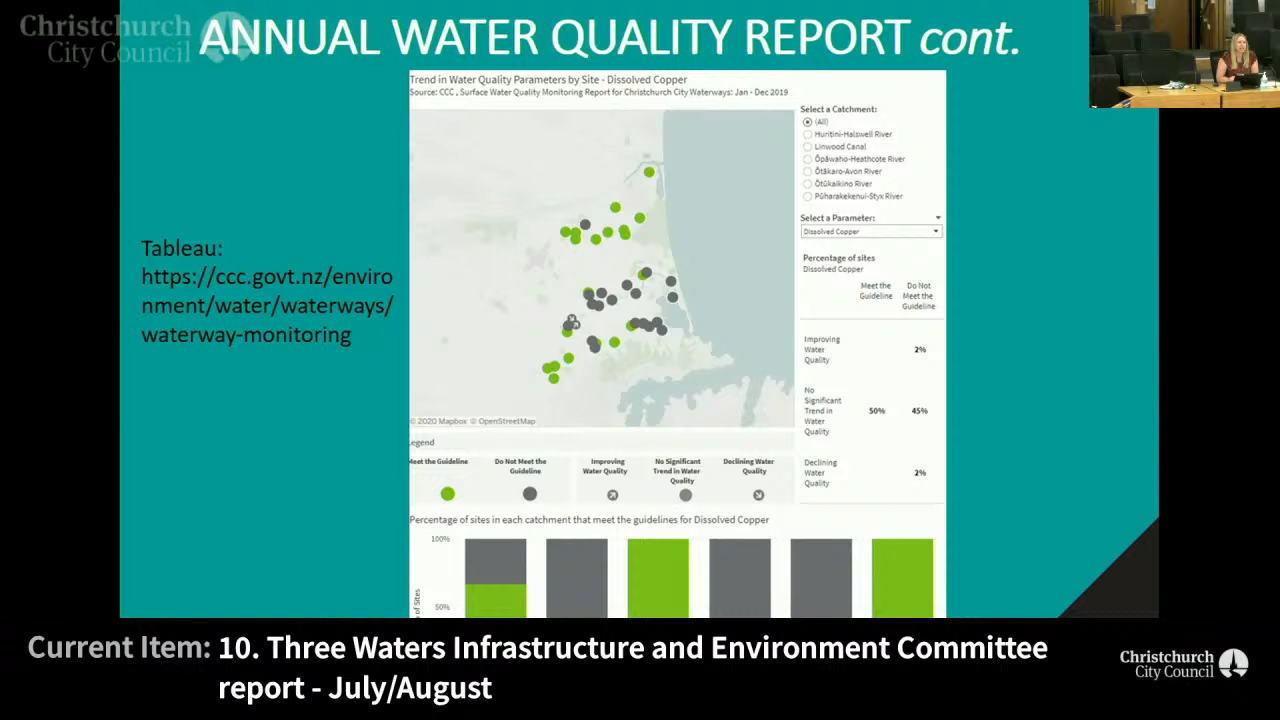 Christchurch
City Council
ANNUAL WATER QUALITY REPORT cont.
Tableau:
https://ccc.govt.nz/enviro
nment/water/waterways/
waterway-monitoring
Trend in Water Quality Parameters by Site - Dissolved Copper
Source: CCC , Surface Water Quality Monitoring Report for Christchurch City Waterways: Jan - Dec 2019
Select a Catchment:
(All)
Huritini-Halswell River
Linwood Canal
Ōpāwaho-Heathcote River
Ōtākaro-Avon River
Ōtūkaikino River
Pūharakekenui-Styx River
Select a Parameter:
Dissolved Copper
Percentage of sites
Dissolved Copper
Meet the
Guideline
Do Not
Meet the
Guideline
Improving
Water
Quality
2%
No
Significant
Trend in
Water
Quality
50%
45%
Declining
Water
Quality
2%
© 2020 Mapbox © OpenStreetMap
Legend
Meet the Guideline
Do Not Meet the
Guideline
Improving
Water Quality
No Significant
Trend in Water
Quality
Declining Water
Quality
Percentage of sites in each catchment that meet the guidelines for Dissolved Copper
100%
50%
of Sites
Current Item: 10. Three Waters Infrastructure and Environment Committee
report - July/August
Christchurch
City Council